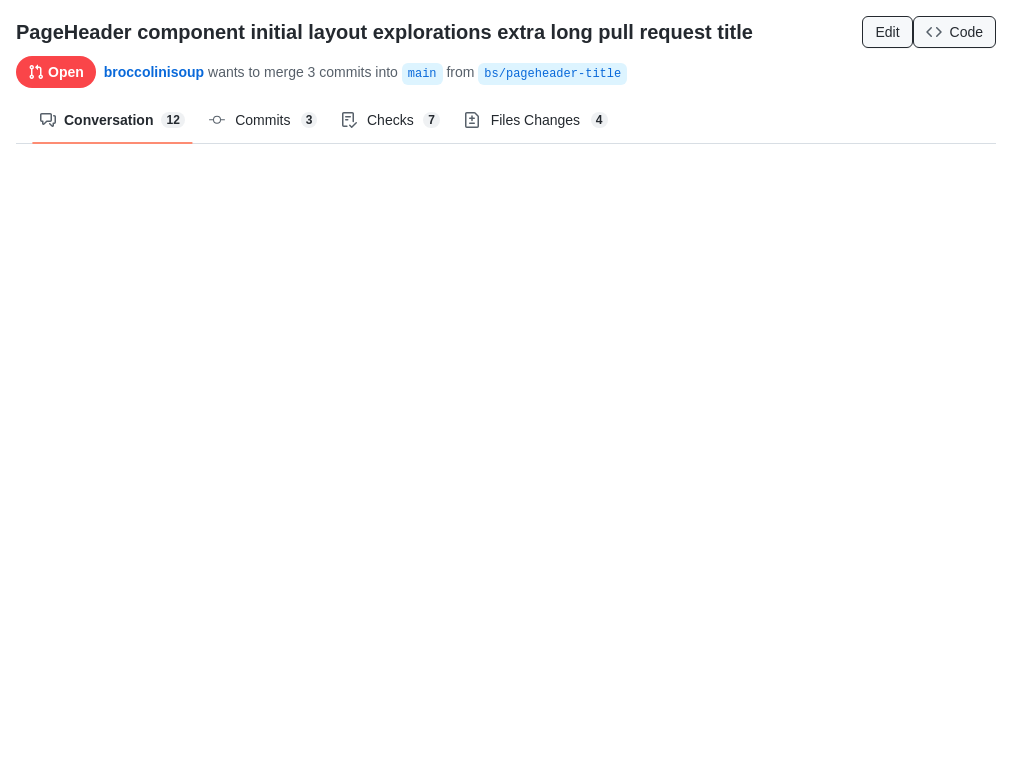 PageHeader component initial layout explorations extra long pull request title
Edit
Code
Open
broccolinisoup wants to merge 3 commits into main from bs/pageheader-title
Conversation 12
Commits 3
Checks 7
Files Changes 4